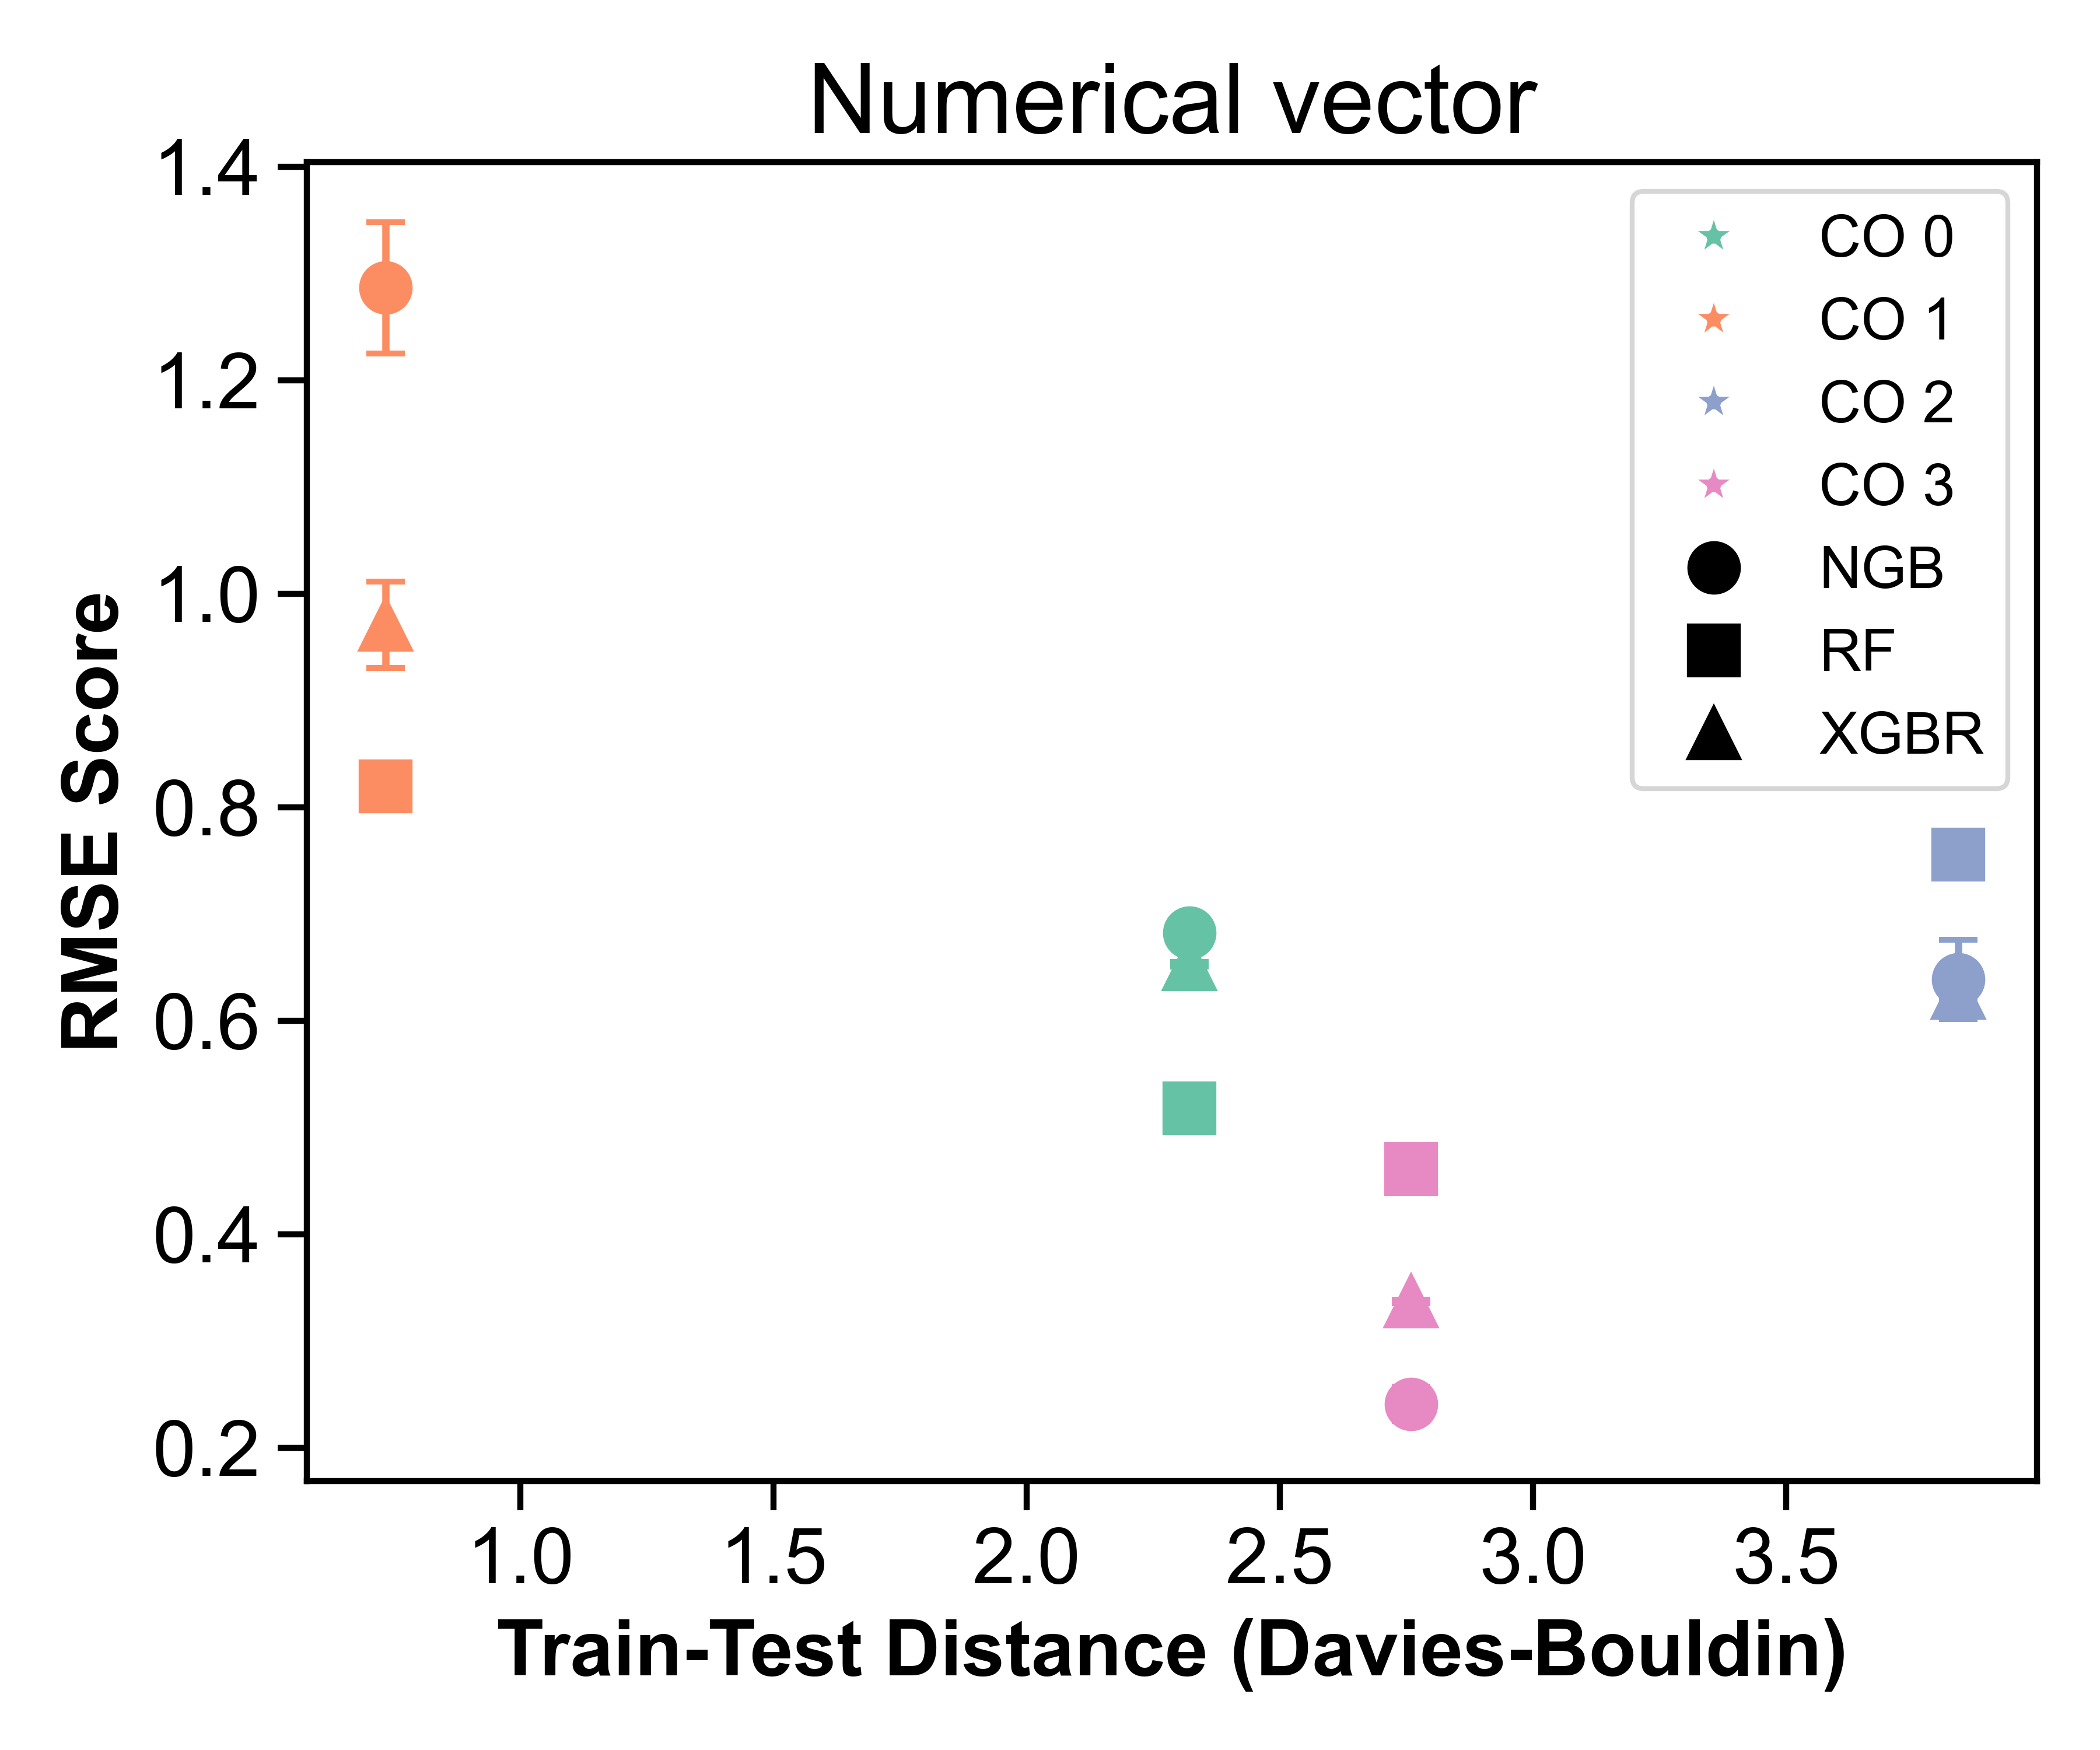 Numerical vector
1.4
1.2
1.0
0.8
0.6
0.4
0.2
RMSE Score
CO 0
CO 1
CO 2
CO 3
NGB
RF
XGBR
1.0 1.5 2.0 2.5 3.0 3.5
Train-Test Distance (Davies-Bouldin)